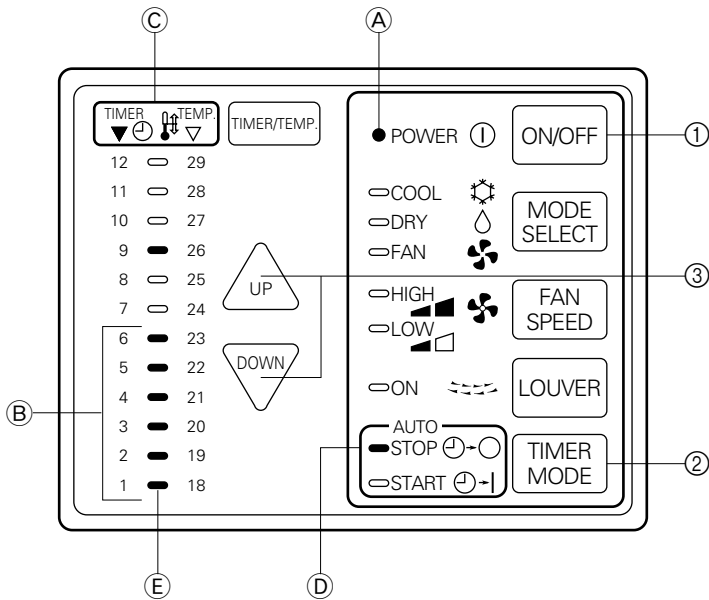 Ⓒ Ⓐ
TIMER TEMP.
TIMER/TEMP.
12 29
11 28
10 27
9 26
8 25
7 24
6 23
5 22
4 21
3 20
2 19
1 18
UP
DOWN
Ⓑ
Ⓔ
POWER ON/OFF ①
COOL
DRY
FAN
MODE
SELECT
③
HIGH
LOW
FAN
SPEED
ON LOUVER
AUTO
STOP
START
TIMER
MODE
②
Ⓓ